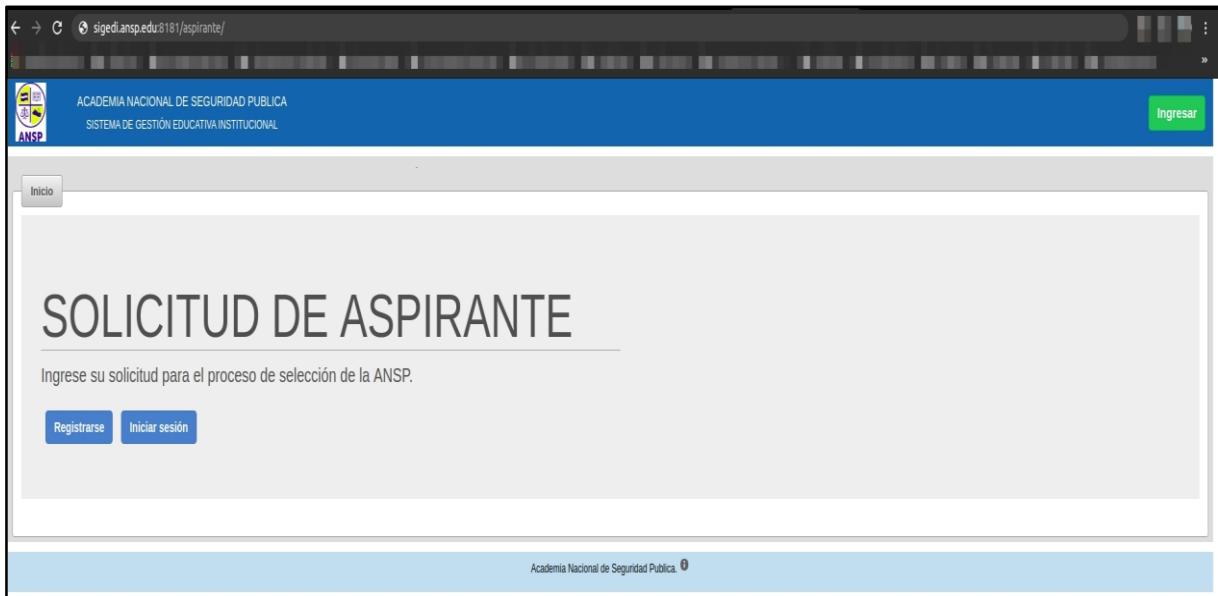 sigedi.ansp.edu:8181/aspirante/
»
ANSP
ACADEMIA NACIONAL DE SEGURIDAD PUBLICA
SISTEMA DE GESTIÓN EDUCATIVA INSTITUCIONAL
Ingresar
Inicio
SOLICITUD DE ASPIRANTE
Ingrese su solicitud para el proceso de selección de la ANSP.
Registrarse Iniciar sesión
Academia Nacional de Seguridad Publica.